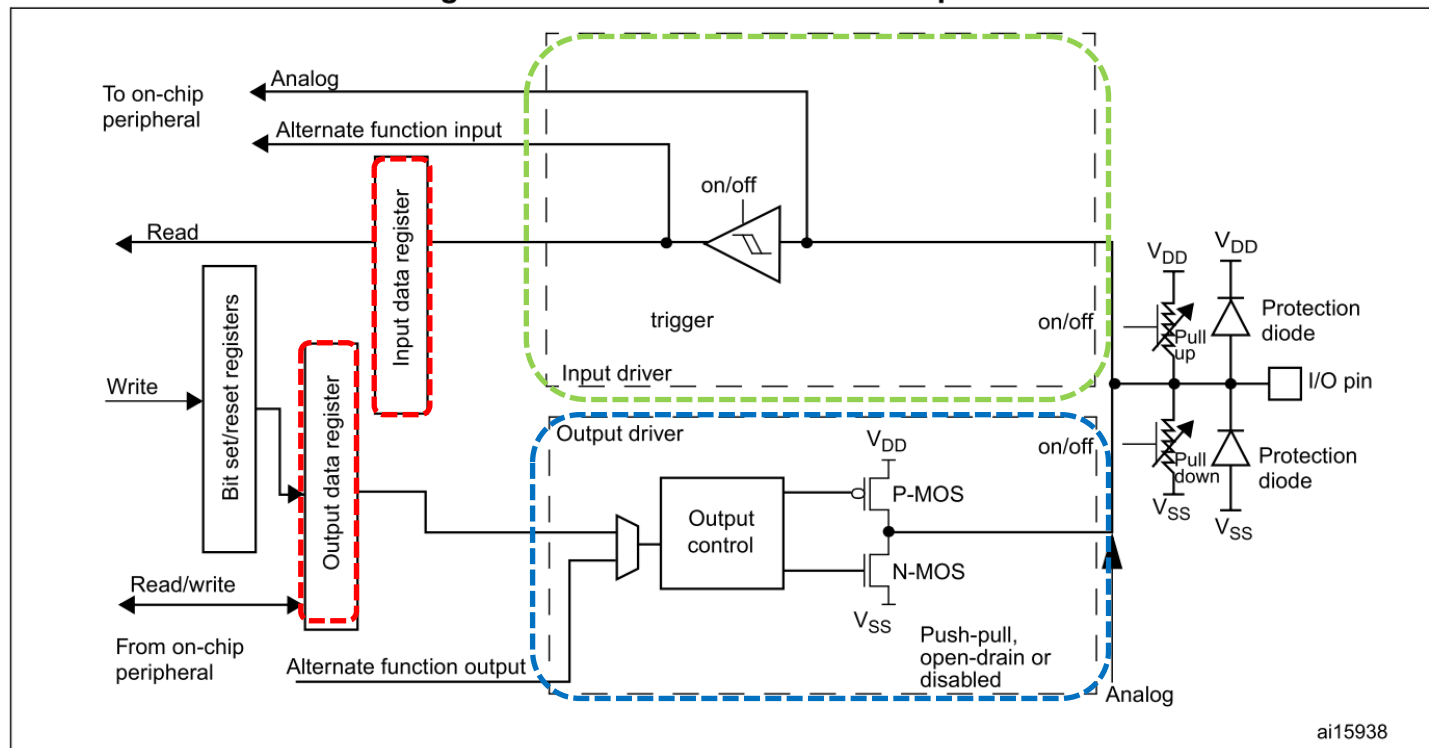 Analog
To on-chip
peripheral
Alternate function input
on/off
Input data register
Read
VDD
VDD
Bit set/reset registers
trigger
on/off
Pull
up
Protection
diode
Input driver
I/O pin
Write
Output data register
Output driver
VDD
on/off
Pull
down
Protection
diode
P-MOS
VSS
VSS
Output
control
N-MOS
Read/write
VSS
From on-chip
peripheral
Push-pull,
open-drain or
disabled
Alternate function output
Analog
ai15938